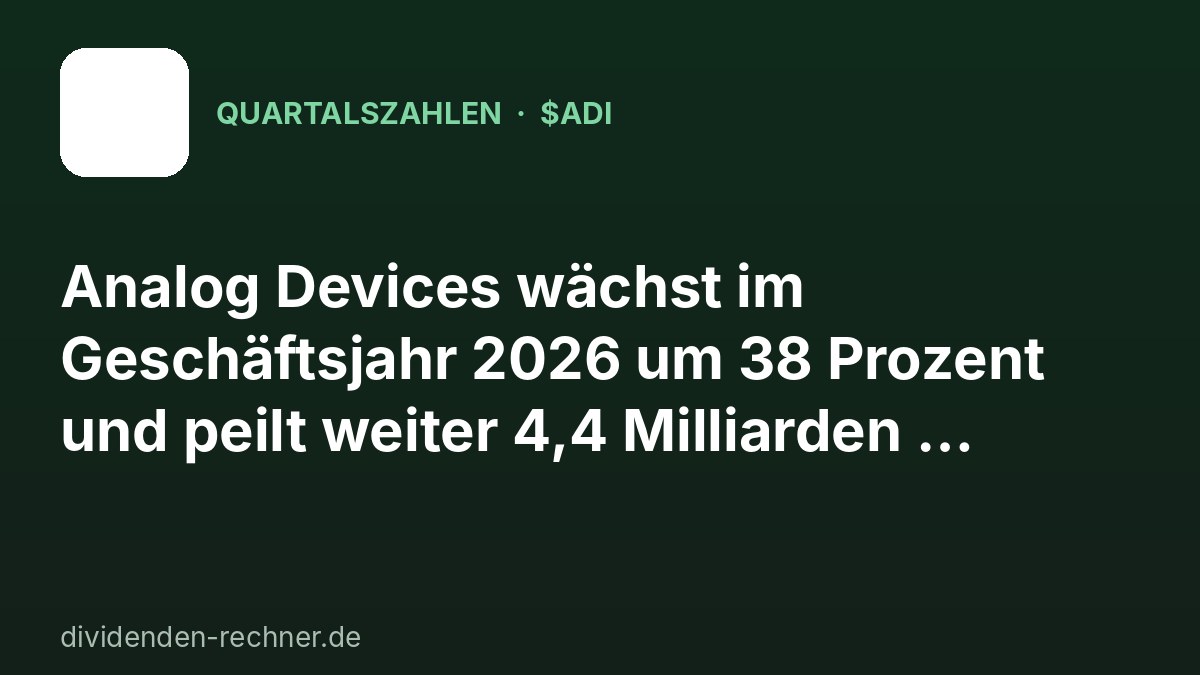 QUARTALSZAHLEN · $ADI
Analog Devices wächst im
Geschäftsjahr 2026 um 38 Prozent
und peilt weiter 4,4 Milliarden ...
dividenden-rechner.de